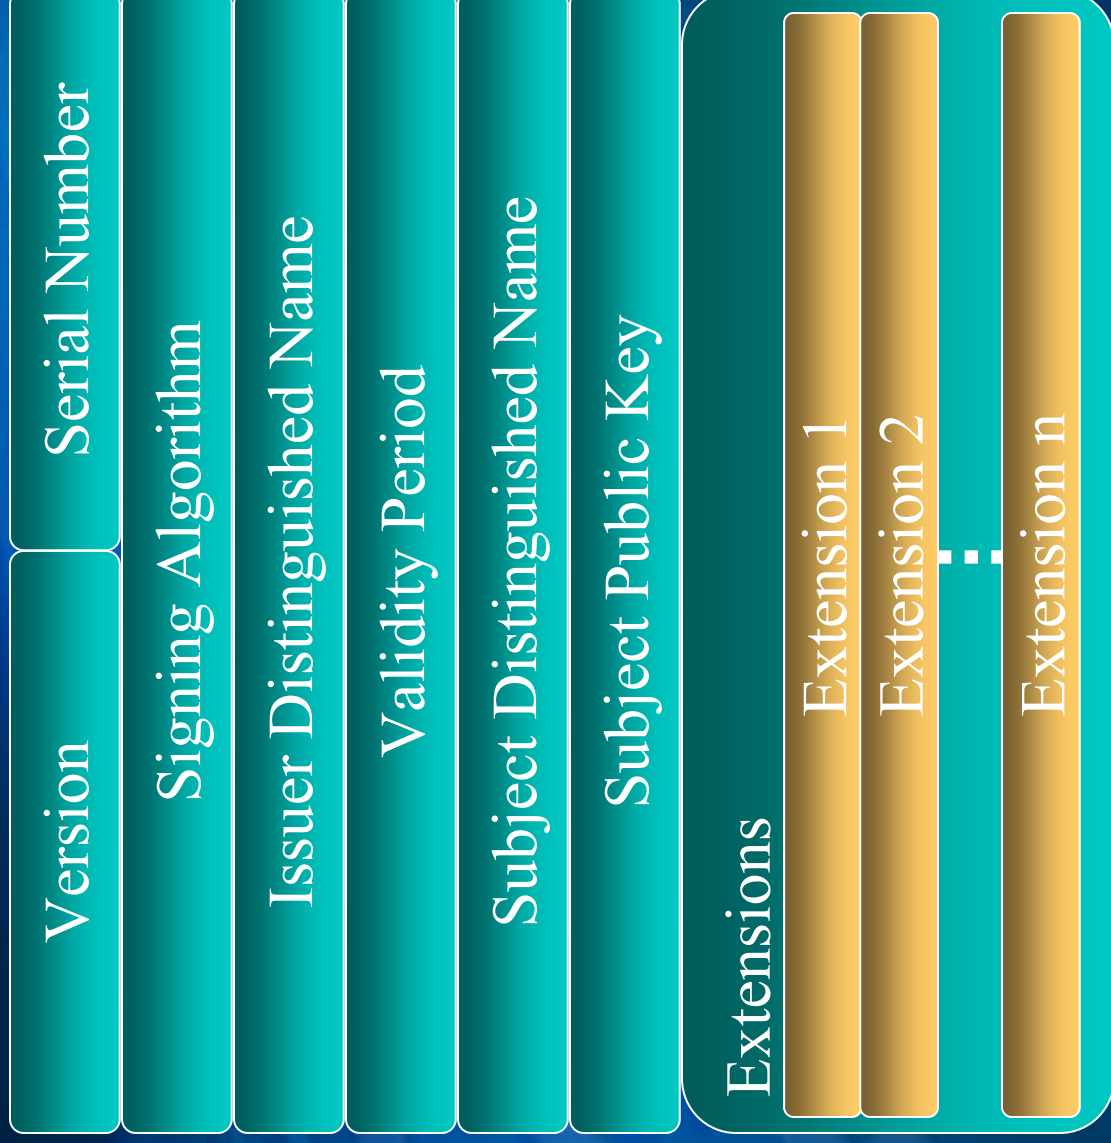 Version
Serial Number
Signing Algorithm
Issuer Distinguished Name
Validity Period
Subject Distinguished Name
Subject Public Key
Extensions
Extension 1
Extension 2
Extension n